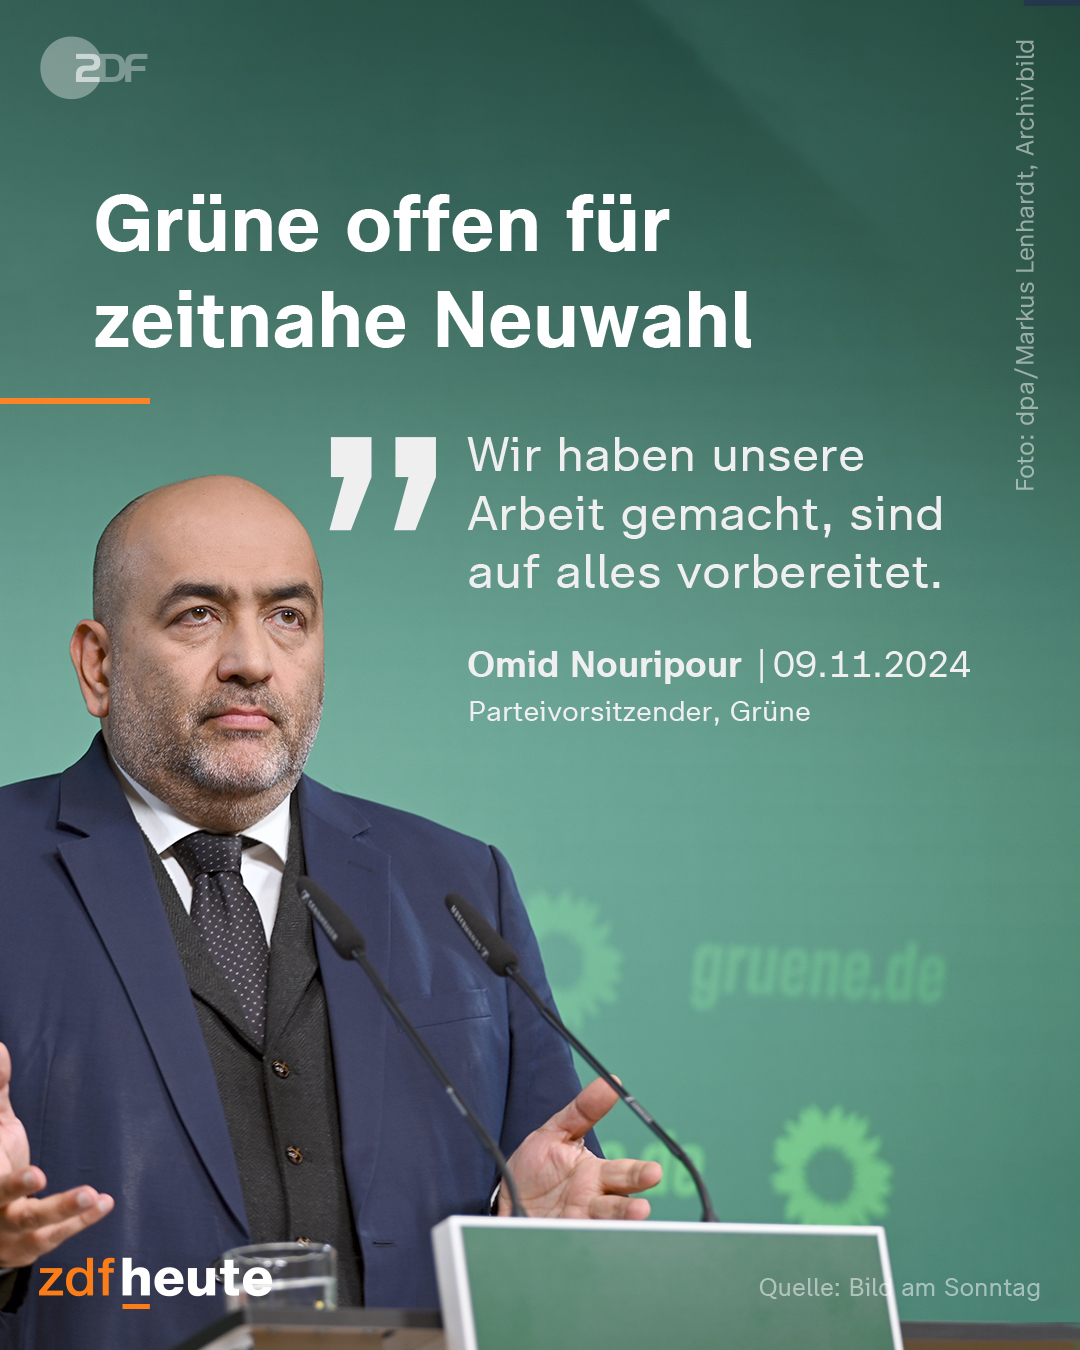 ZDF
Foto: dpa/Markus Lenhardt, Archivbild
Grüne offen für
zeitnahe Neuwahl
” Wir haben unsere
Arbeit gemacht, sind
auf alles vorbereitet.
Omid Nouripour | 09.11.2024
Parteivorsitzender, Grüne
gruene.de
e.de
zdfheute
Quelle: Bild am Sonntag